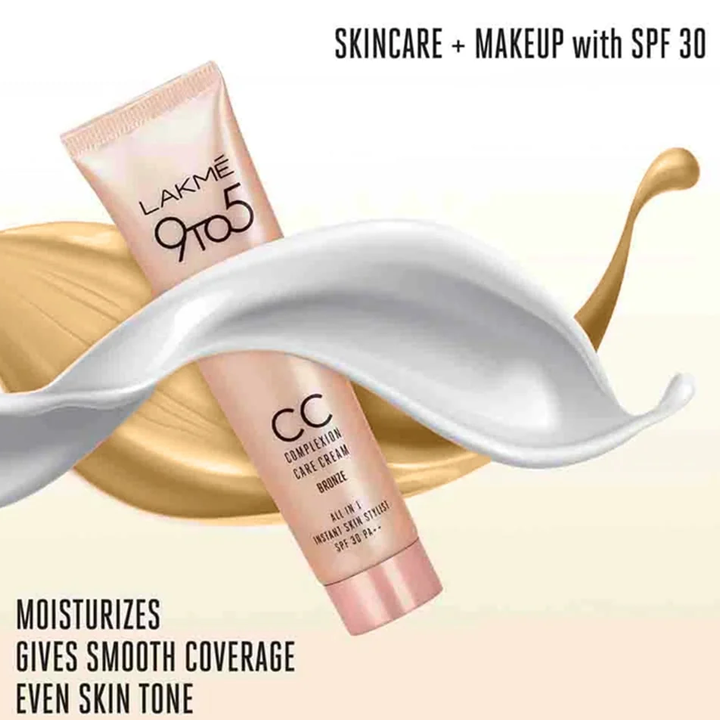 SKINCARE + MAKEUP with SPF 30
LAKMÉ
9TO5
CC
COMPLEXION
CARE CREAM
BRONZE
ALL IN 1
INSTANT SKIN STYLIST
SPF 30 PA++
MOISTURIZES
GIVES SMOOTH COVERAGE
EVEN SKIN TONE